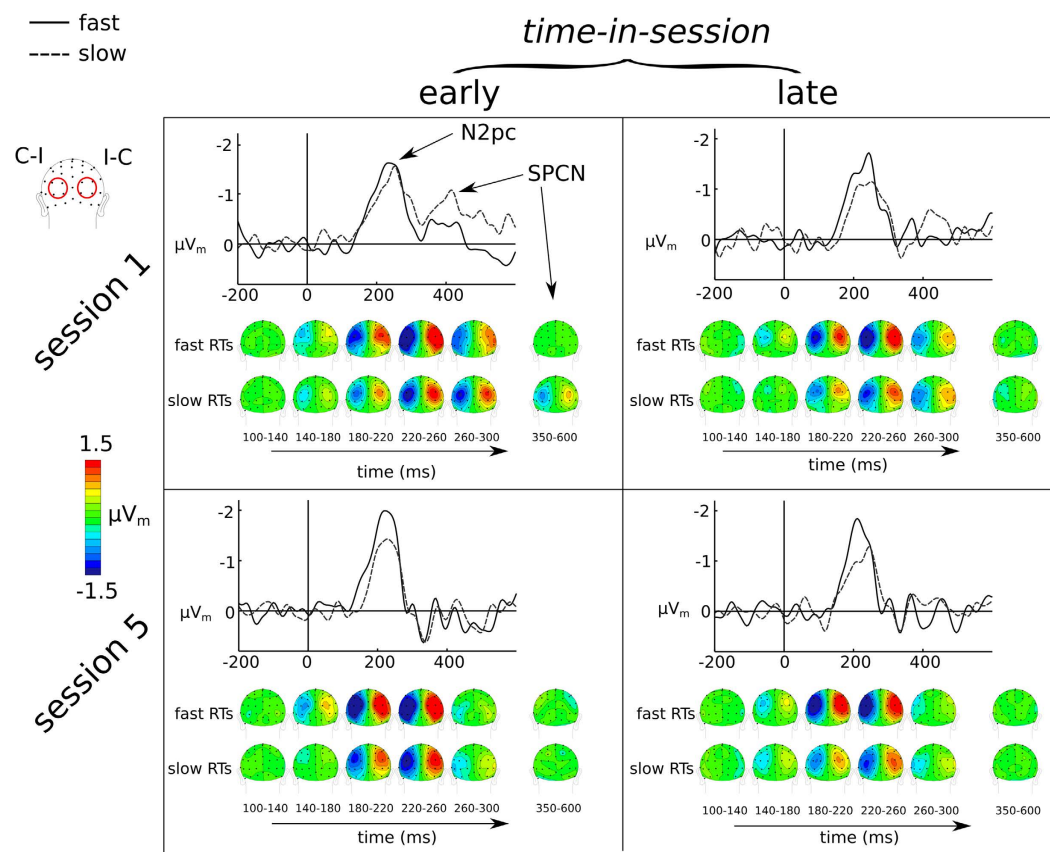 fast
slow
time-in-session
early
late
C-I I-C
session 1
-2
-1
0
µVm
-200 0 200 400
N2pc
SPCN
fast RTs
slow RTs
100-140 140-180 180-220 220-260 260-300 350-600
time (ms)
-2
-1
0
µVm
-200 0 200 400
fast RTs
slow RTs
100-140 140-180 180-220 220-260 260-300 350-600
time (ms)
1.5
µVm
-1.5
session 5
-2
-1
0
µVm
-200 0 200 400
fast RTs
slow RTs
100-140 140-180 180-220 220-260 260-300 350-600
time (ms)
-2
-1
0
µVm
-200 0 200 400
fast RTs
slow RTs
100-140 140-180 180-220 220-260 260-300 350-600
time (ms)